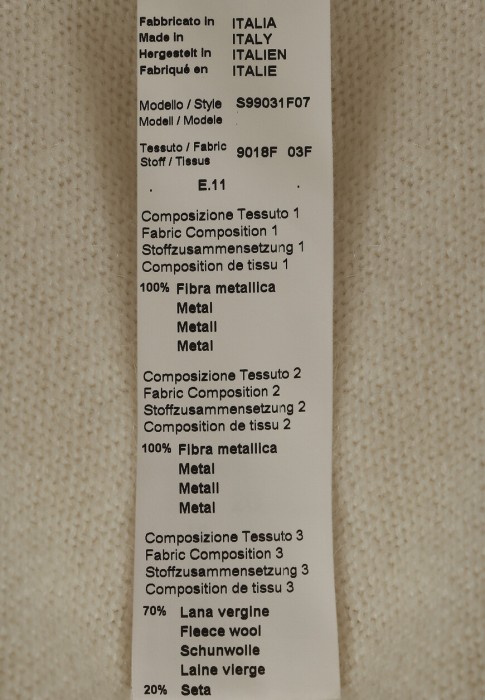 Fabbricato in ITALIA
Made in ITALY
Hergestelt in ITALIEN
Fabriqué en ITALIE
Modello / Style S99031F07
Modell / Modele
Tessuto / Fabric 9018F 03F
Stoff / Tissus
E.11
Composizione Tessuto 1
Fabric Composition 1
Stoffzusammensetzung 1
Composition de tissu 1
100% Fibra metallica
Metal
Metall
Metal
Composizione Tessuto 2
Fabric Composition 2
Stoffzusammensetzung 2
Composition de tissu 2
100% Fibra metallica
Metal
Metall
Metal
Composizione Tessuto 3
Fabric Composition 3
Stoffzusammensetzung 3
Composition de tissu 3
70% Lana vergine
Fleece wool
Schunwolle
Laine vierge
20% Seta